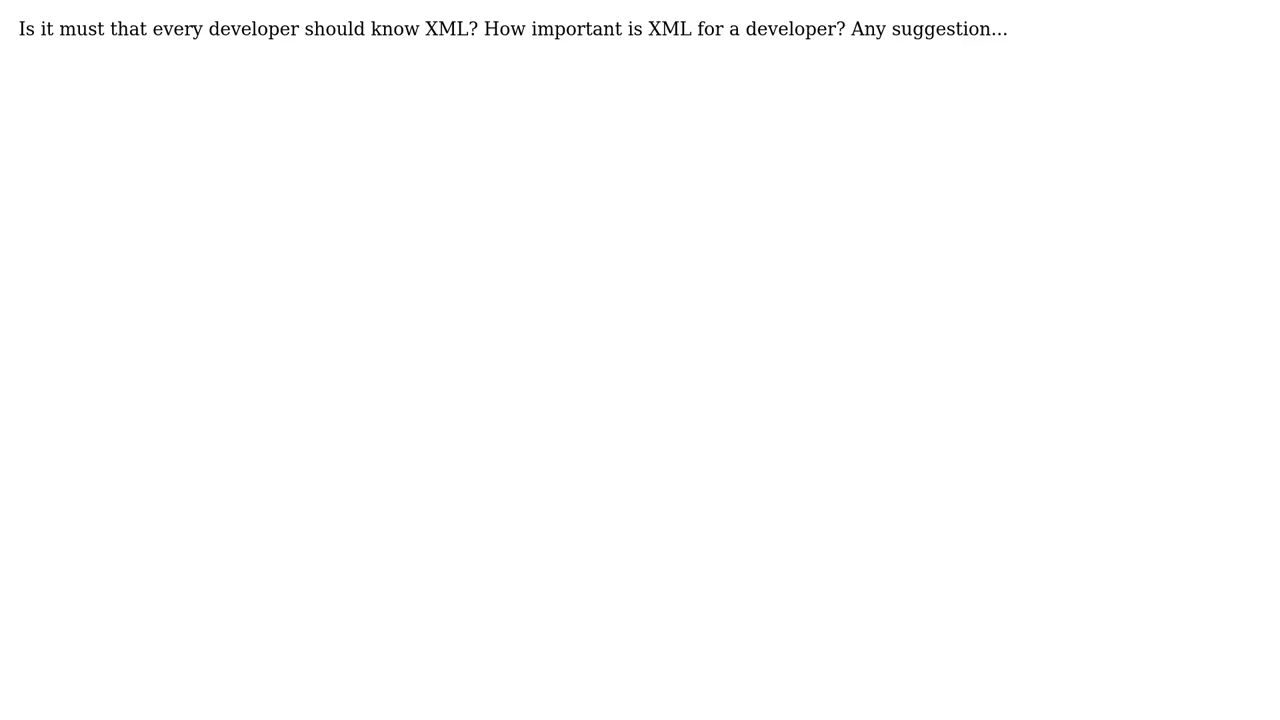 Is it must that every developer should know XML? How important is XML for a developer? Any suggestion...